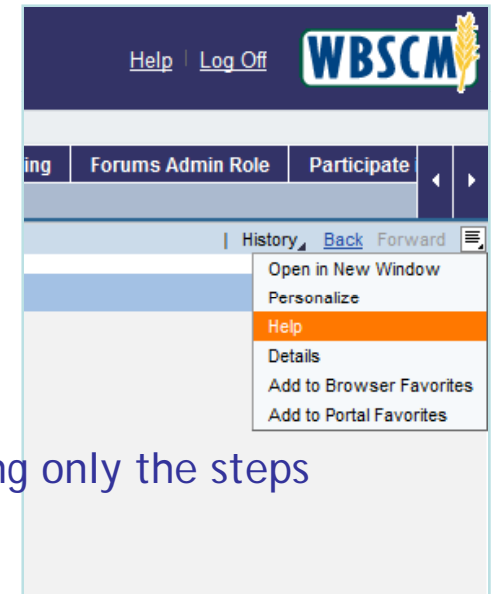 Help | Log Off WBSCM
ing Forums Admin Role Participate
| History Back Forward
Open in New Window
Personalize
Help
Details
Add to Browser Favorites
Add to Portal Favorites
ng only the steps